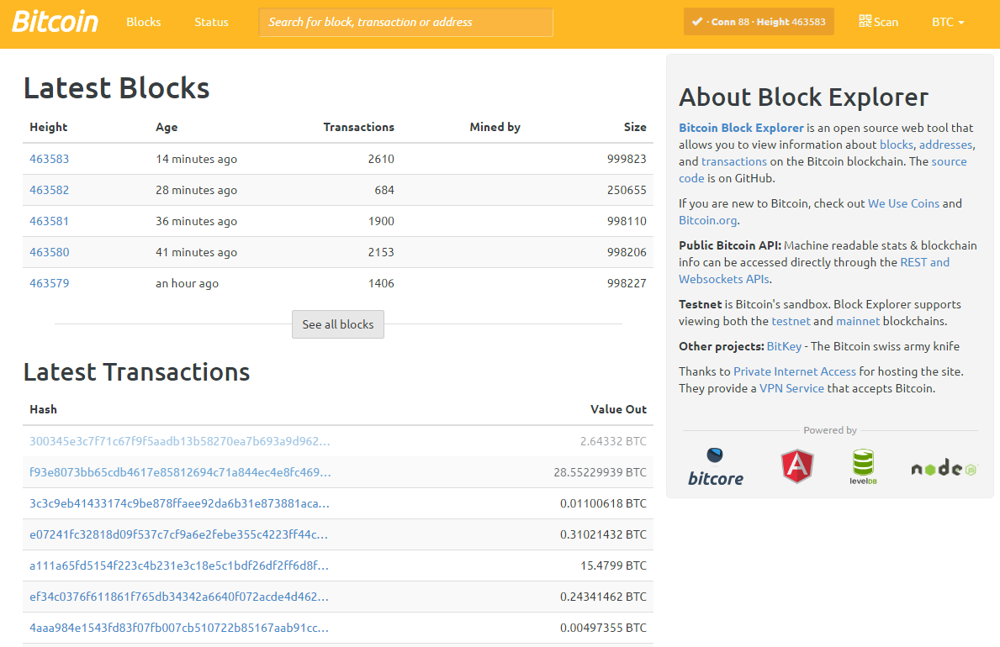 Bitcoin Blocks Status Search for block, transaction or address · Conn 88 · Height 463583 Scan BTC
Latest Blocks
Height Age Transactions Mined by Size
463583 14 minutes ago 2610 999823
463582 28 minutes ago 684 250655
463581 36 minutes ago 1900 998110
463580 41 minutes ago 2153 998206
463579 an hour ago 1406 998227
See all blocks
Latest Transactions
Hash Value Out
300345e3c7f71c67f9f5aadb13b58270ea7b693a9d962... 2.64332 BTC
f93e8073bb65cdb4617e85812694c71a844ec4e8fc469... 28.55229939 BTC
3c3c9eb41433174c9be878ffaee92da6b31e873881aca... 0.01100618 BTC
e07241fc32818d09f537c7cf9a6e2febe355c4223ff44c... 0.31021432 BTC
a111a65fd5154f223c4b231e3c18e5c1bdf26df2ff6d8f... 15.4799 BTC
ef34c0376f611861f765db34342a6640f072acde4d462... 0.24341462 BTC
4aaa984e1543fd83f07fb007cb510722b85167aab91cc... 0.00497355 BTC
About Block Explorer
Bitcoin Block Explorer is an open source web tool that
allows you to view information about blocks, addresses,
and transactions on the Bitcoin blockchain. The source
code is on GitHub.
If you are new to Bitcoin, check out We Use Coins and
Bitcoin.org.
Public Bitcoin API: Machine readable stats & blockchain
info can be accessed directly through the REST and
Websockets APIs.
Testnet is Bitcoin's sandbox. Block Explorer supports
viewing both the testnet and mainnet blockchains.
Other projects: BitKey - The Bitcoin swiss army knife
Thanks to Private Internet Access for hosting the site.
They provide a VPN Service that accepts Bitcoin.
Powered by
bitcore A levelDB node JS